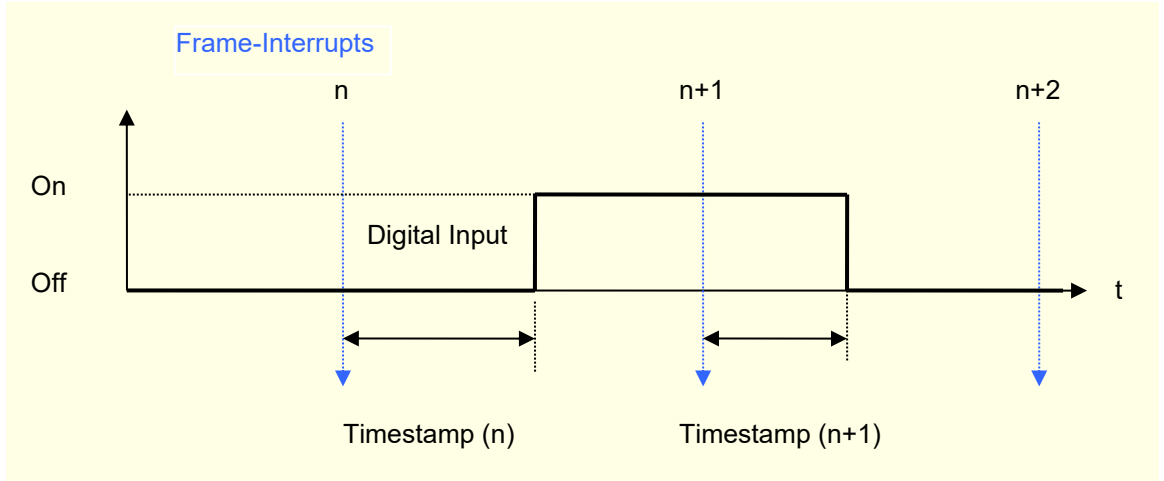 Frame-Interrupts
n n+1 n+2
On
Digital Input
Off
t
Timestamp (n) Timestamp (n+1)